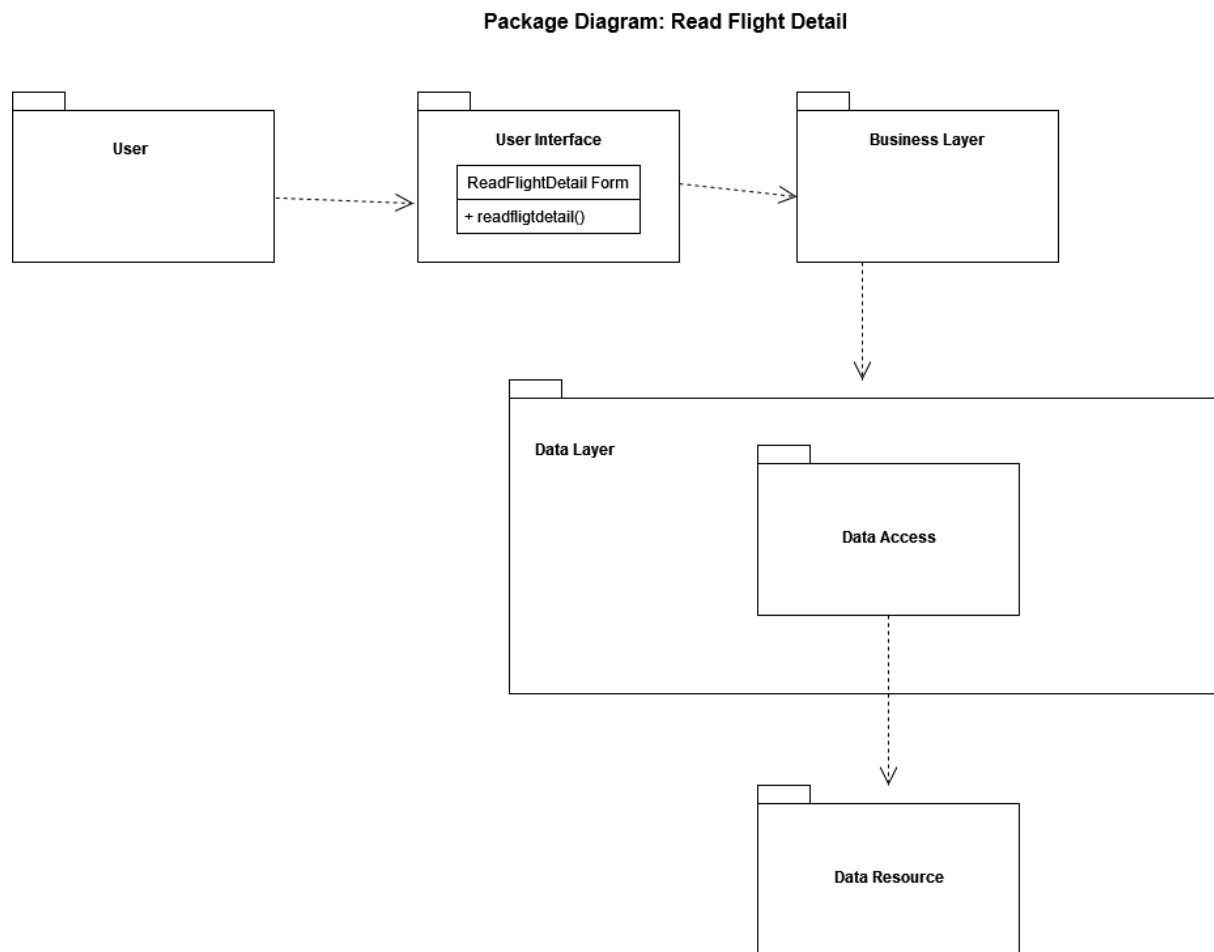 Package Diagram: Read Flight Detail
User
User Interface
ReadFlightDetail Form
+ readfligtdetail()
Business Layer
Data Layer
Data Access
Data Resource